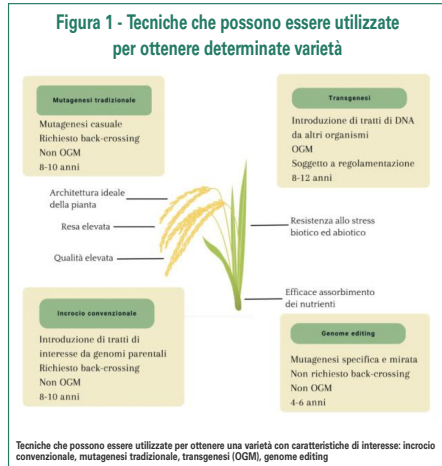 Figura 1 - Tecniche che possono essere utilizzate
per ottenere determinate varietà
Mutagenesi tradizionale
Mutagenesi casuale
Richiesto back-crossing
Non OGM
8-10 anni
Transgenesi
Introduzione di tratti di DNA
da altri organismi
OGM
Soggetto a regolamentazione
8-12 anni
Architettura ideale
della pianta
Resa elevata
Qualità elevata
Resistenza allo stress
biotico ed abiotico
Efficace assorbimento
dei nutrienti
Incrocio convenzionale
Introduzione di tratti di
interesse da genomi parentali
Richiesto back-crossing
Non OGM
8-10 anni
Genome editing
Mutagenesi specifica e mirata
Non richiesto back-crossing
Non OGM
4-6 anni
Tecniche che possono essere utilizzate per ottenere una varietà con caratteristiche di interesse: incrocio
convenzionale, mutagenesi tradizionale, transgenesi (OGM), genome editing